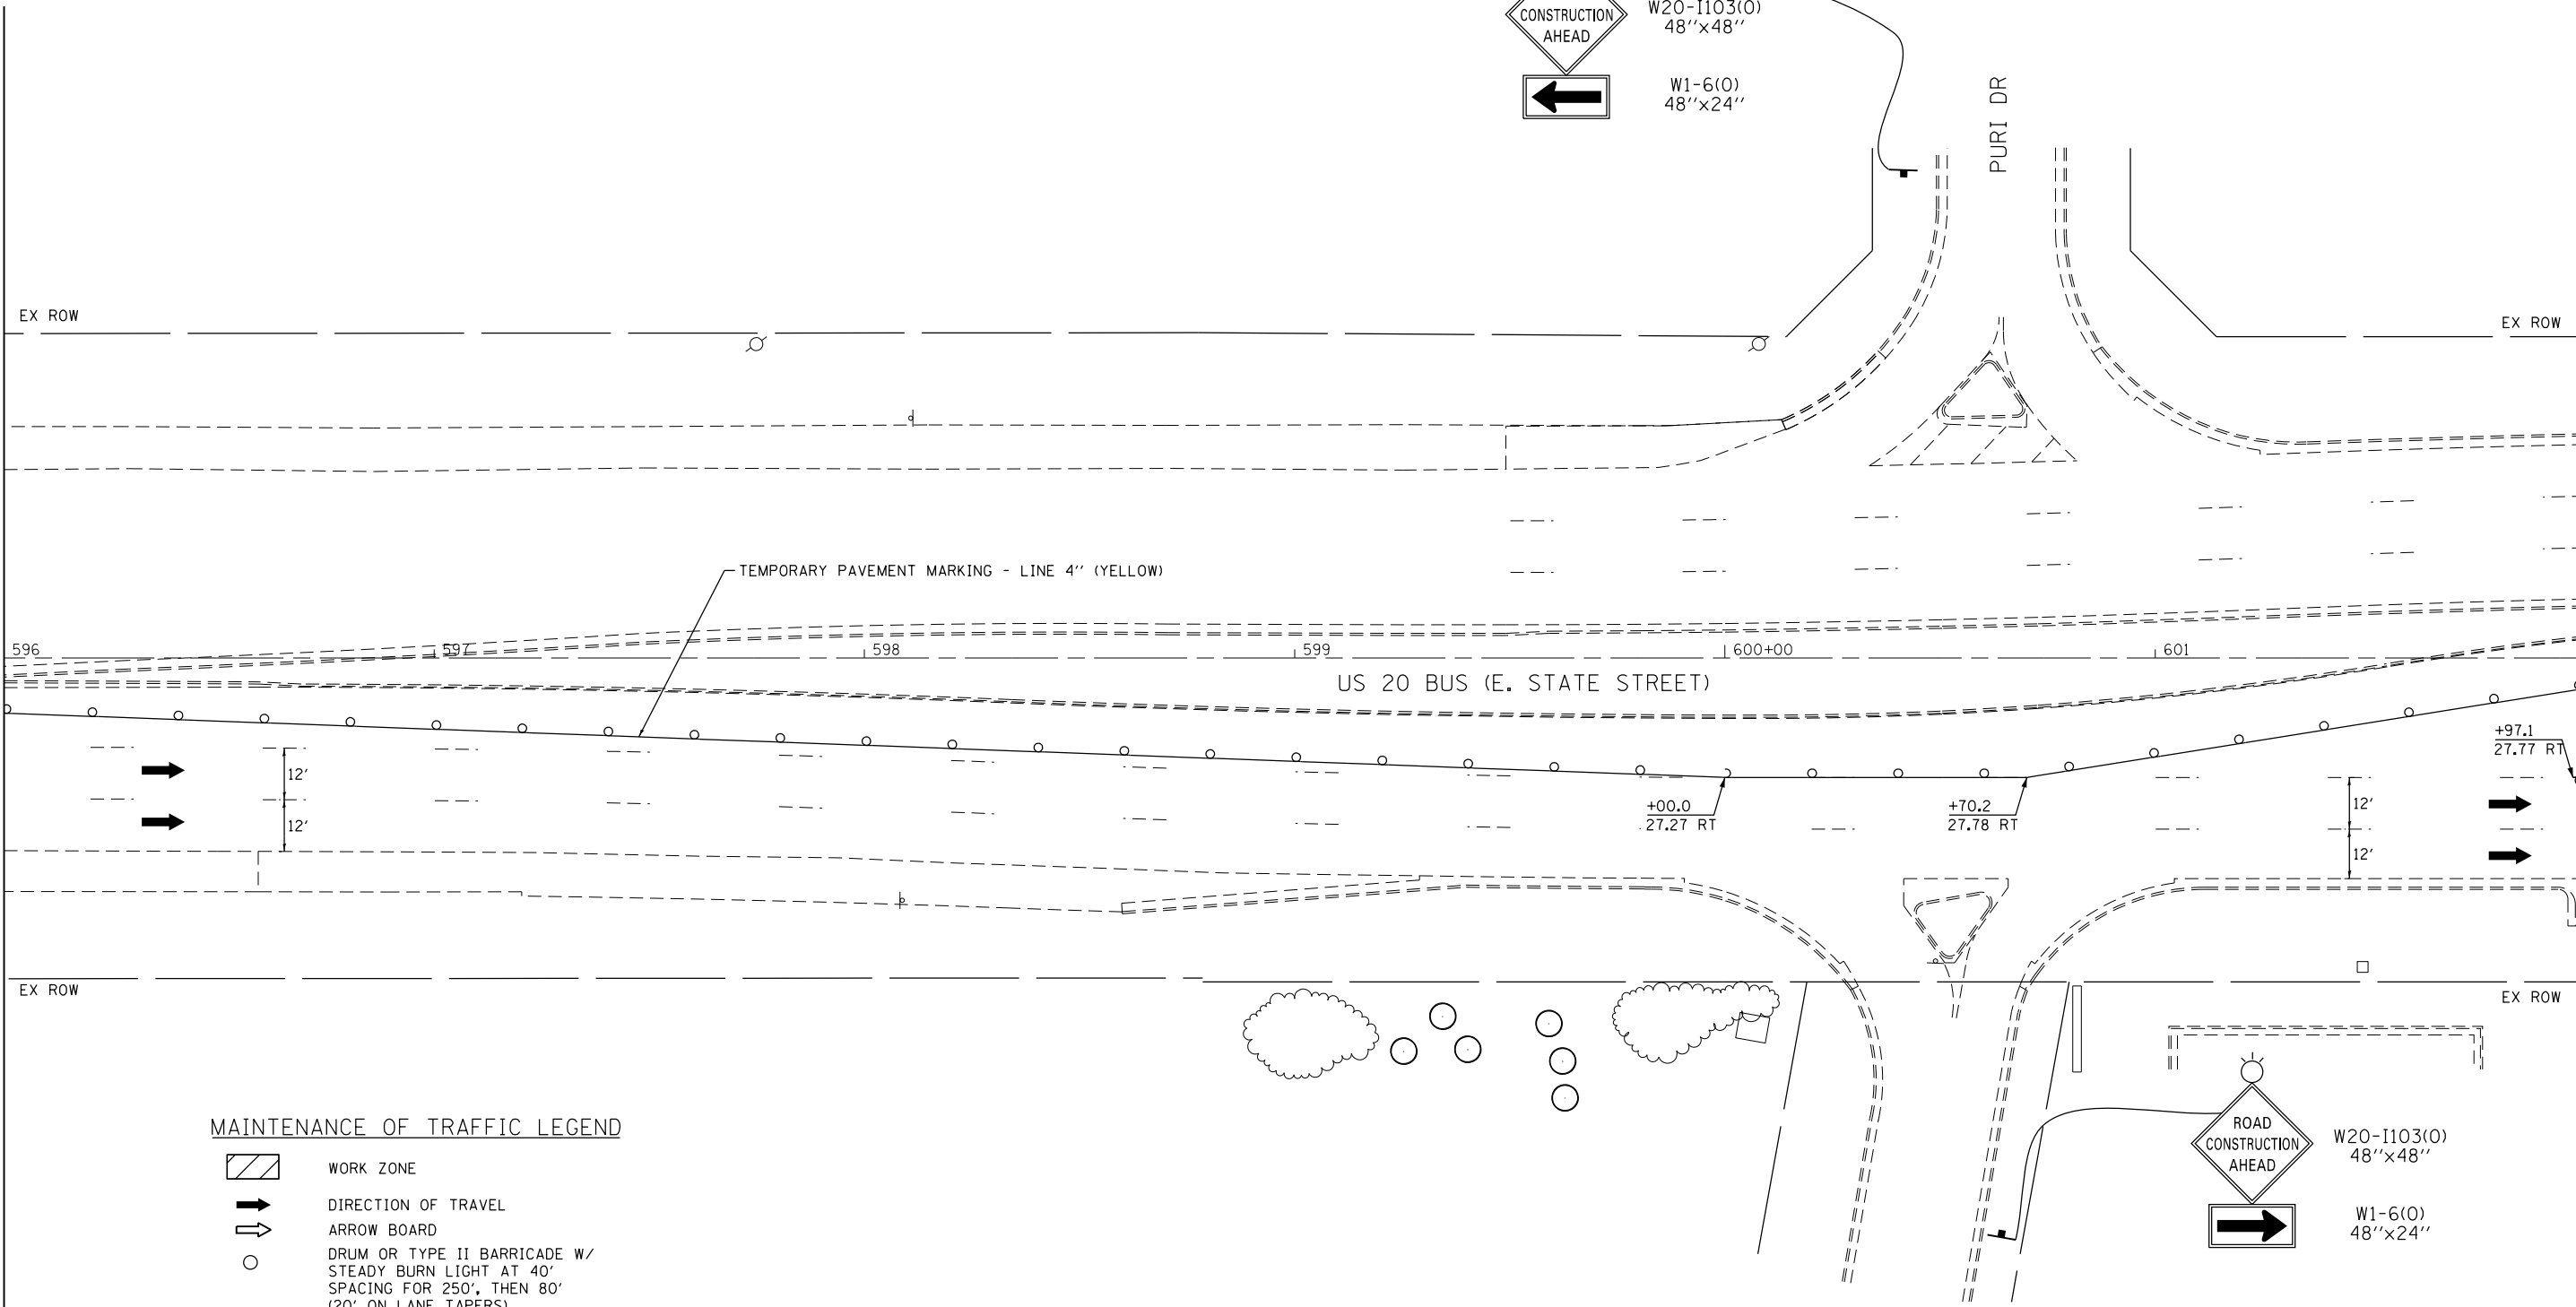 CONSTRUCTION
AHEAD
W20-I103(O)
48''x48''
W1-6(O)
48''x24''
PURI DR
EX ROW
EX ROW
TEMPORARY PAVEMENT MARKING - LINE 4'' (YELLOW)
596
597
598
599
600+00
601
US 20 BUS (E. STATE STREET)
12'
12'
+00.0
27.27 RT
+70.2
27.78 RT
+97.1
27.77 RT
12'
12'
EX ROW
EX ROW
MAINTENANCE OF TRAFFIC LEGEND
WORK ZONE
DIRECTION OF TRAVEL
ARROW BOARD
DRUM OR TYPE II BARRICADE W/
STEADY BURN LIGHT AT 40'
SPACING FOR 250', THEN 80'
(20' ON LANE TAPERS)
ROAD
CONSTRUCTION
AHEAD
W20-I103(O)
48''x48''
W1-6(O)
48''x24''